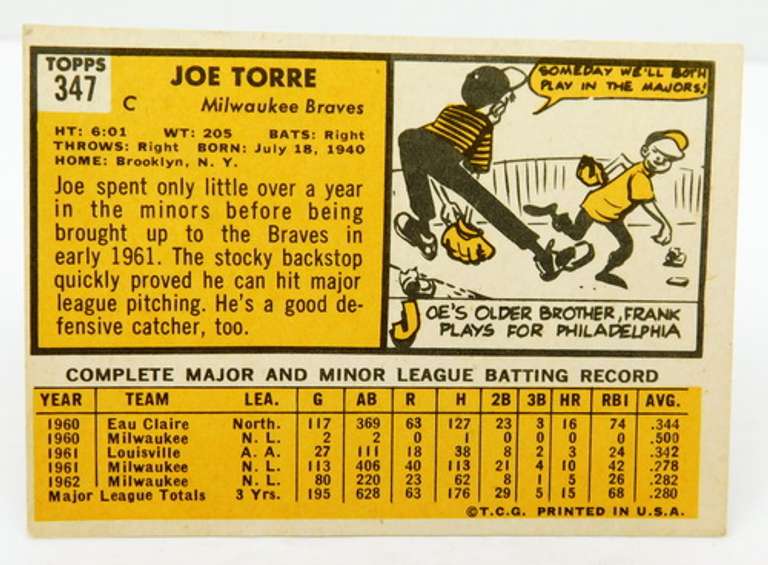 TOPPS
347
JOE TORRE
C Milwaukee Braves
HT: 6:01 WT: 205 BATS: Right
THROWS: Right BORN: July 18, 1940
HOME: Brooklyn, N. Y.
Joe spent only little over a year
in the minors before being
brought up to the Braves in
early 1961. The stocky backstop
quickly proved he can hit major
league pitching. He's a good de-
fensive catcher, too.
SOMEDAY WE'LL BOTH
PLAY IN THE MAJORS!
JOE'S OLDER BROTHER, FRANK
PLAYS FOR PHILADELPHIA
COMPLETE MAJOR AND MINOR LEAGUE BATTING RECORD
YEAR TEAM LEA. G AB R H 2B 3B HR RBI AVG.
1960 Eau Claire North. 117 369 63 127 23 3 16 74 .344
1960 Milwaukee N. L. 2 2 0 1 0 0 0 0 .500
1961 Louisville A. A. 27 111 18 38 8 2 3 24 .342
1961 Milwaukee N. L. 113 406 40 113 21 4 10 42 .278
1962 Milwaukee N. L. 80 220 23 62 8 1 5 26 .282
Major League Totals 3 Yrs. 195 628 63 176 29 5 15 68 .280
©T.C.G. PRINTED IN U.S.A.